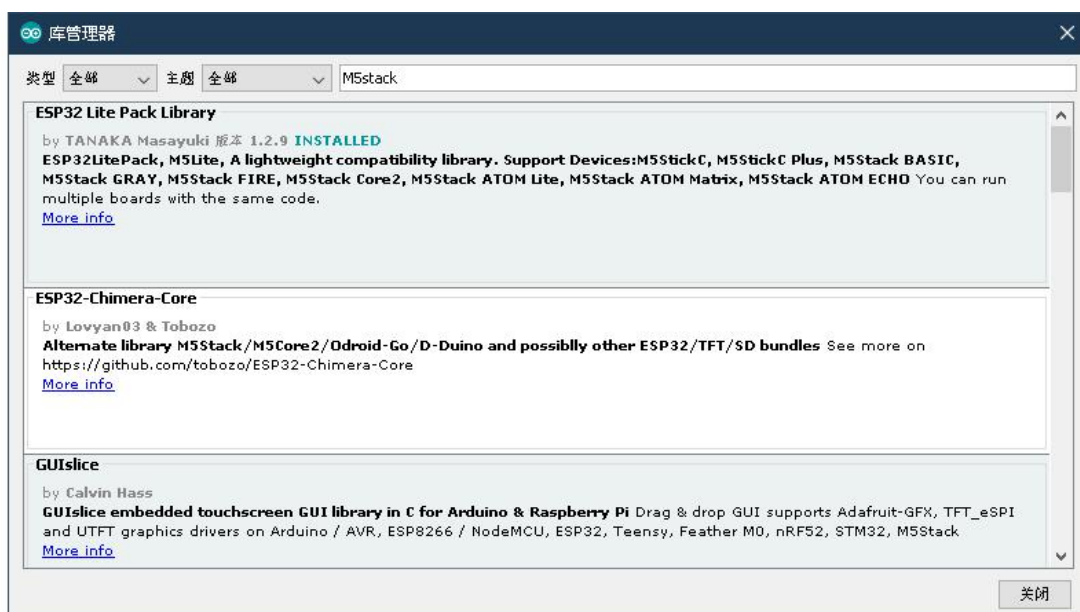 库管理器
类型 全部 主题 全部 M5stack
ESP32 Lite Pack Library
by TANAKA Masayuki 版本 1.2.9 INSTALLED
ESP32LitePack, M5Lite, A lightweight compatibility library. Support Devices:M5StickC, M5StickC Plus, M5Stack BASIC,
M5Stack GRAY, M5Stack FIRE, M5Stack Core2, M5Stack ATOM Lite, M5Stack ATOM Matrix, M5Stack ATOM ECHO You can run
multiple boards with the same code.
More info
ESP32-Chimera-Core
by Lovyan03 & Tobozo
Alternate library M5Stack/M5Core2/Odroid-Go/D-Duino and possiblly other ESP32/TFT/SD bundles See more on
https://github.com/tobozo/ESP32-Chimera-Core
More info
GUIslice
by Calvin Hass
GUIslice embedded touchscreen GUI library in C for Arduino & Raspberry Pi Drag & drop GUI supports Adafruit-GFX, TFT_eSPI
and UTFT graphics drivers on Arduino / AVR, ESP8266 / NodeMCU, ESP32, Teensy, Feather M0, nRF52, STM32, M5Stack
More info
关闭